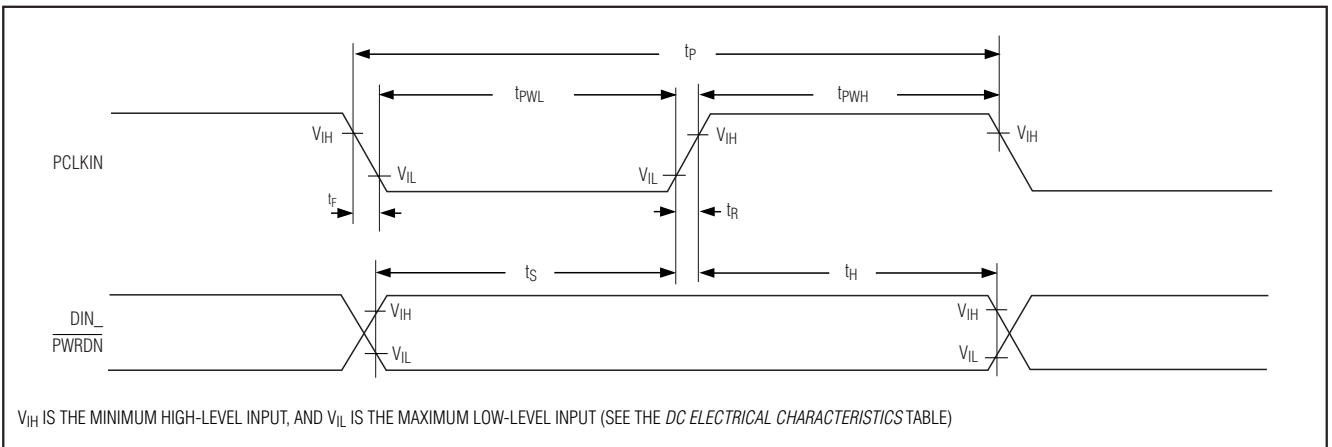 tP
tPWL
tPWH
PCLKIN
VIH
VIL
VIL
VIH
VIH
tF
tR
tS
tH
DIN_
PWRDN
VIH
VIL
VIH
VIL
VIH IS THE MINIMUM HIGH-LEVEL INPUT, AND VIL IS THE MAXIMUM LOW-LEVEL INPUT (SEE THE DC ELECTRICAL CHARACTERISTICS TABLE)